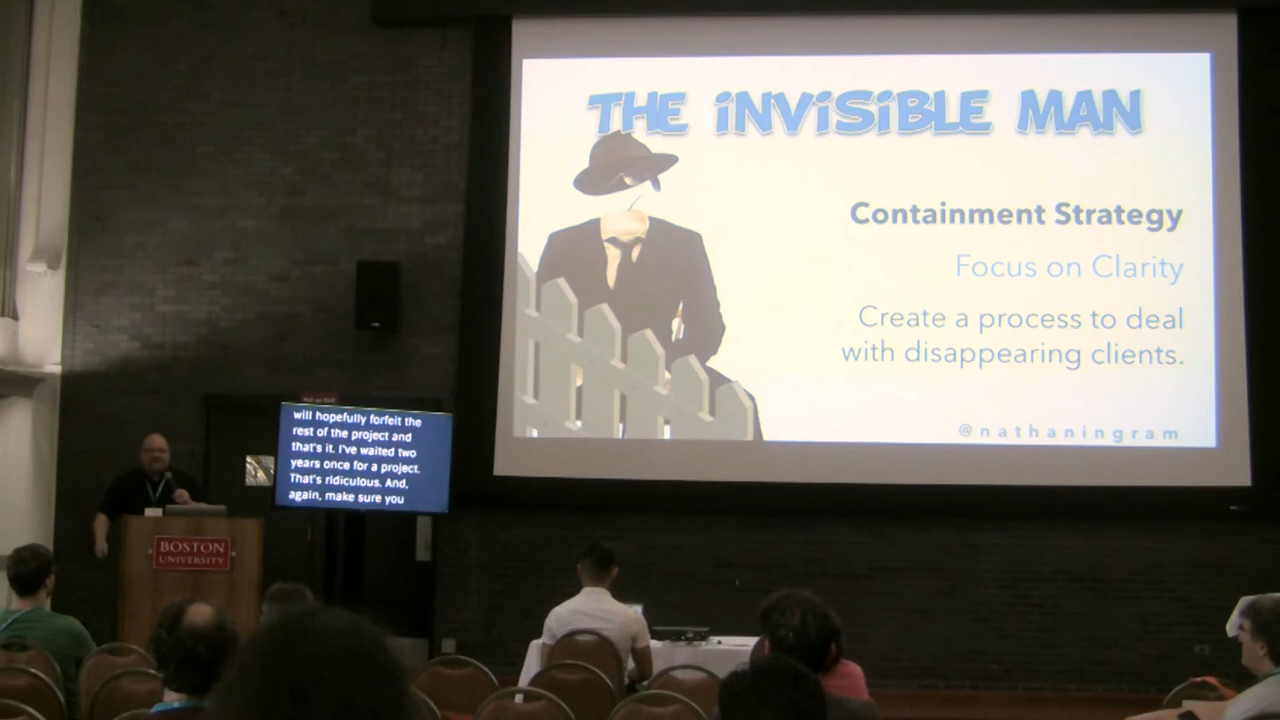 THE iNViSiBLE MAN
Containment Strategy
Focus on Clarity
Create a process to deal
with disappearing clients.
@nathaningram
will hopefully forfeit the
rest of the project and
that's it. I've waited two
years once for a project.
That's ridiculous. And,
again, make sure you
BOSTON
UNIVERSITY